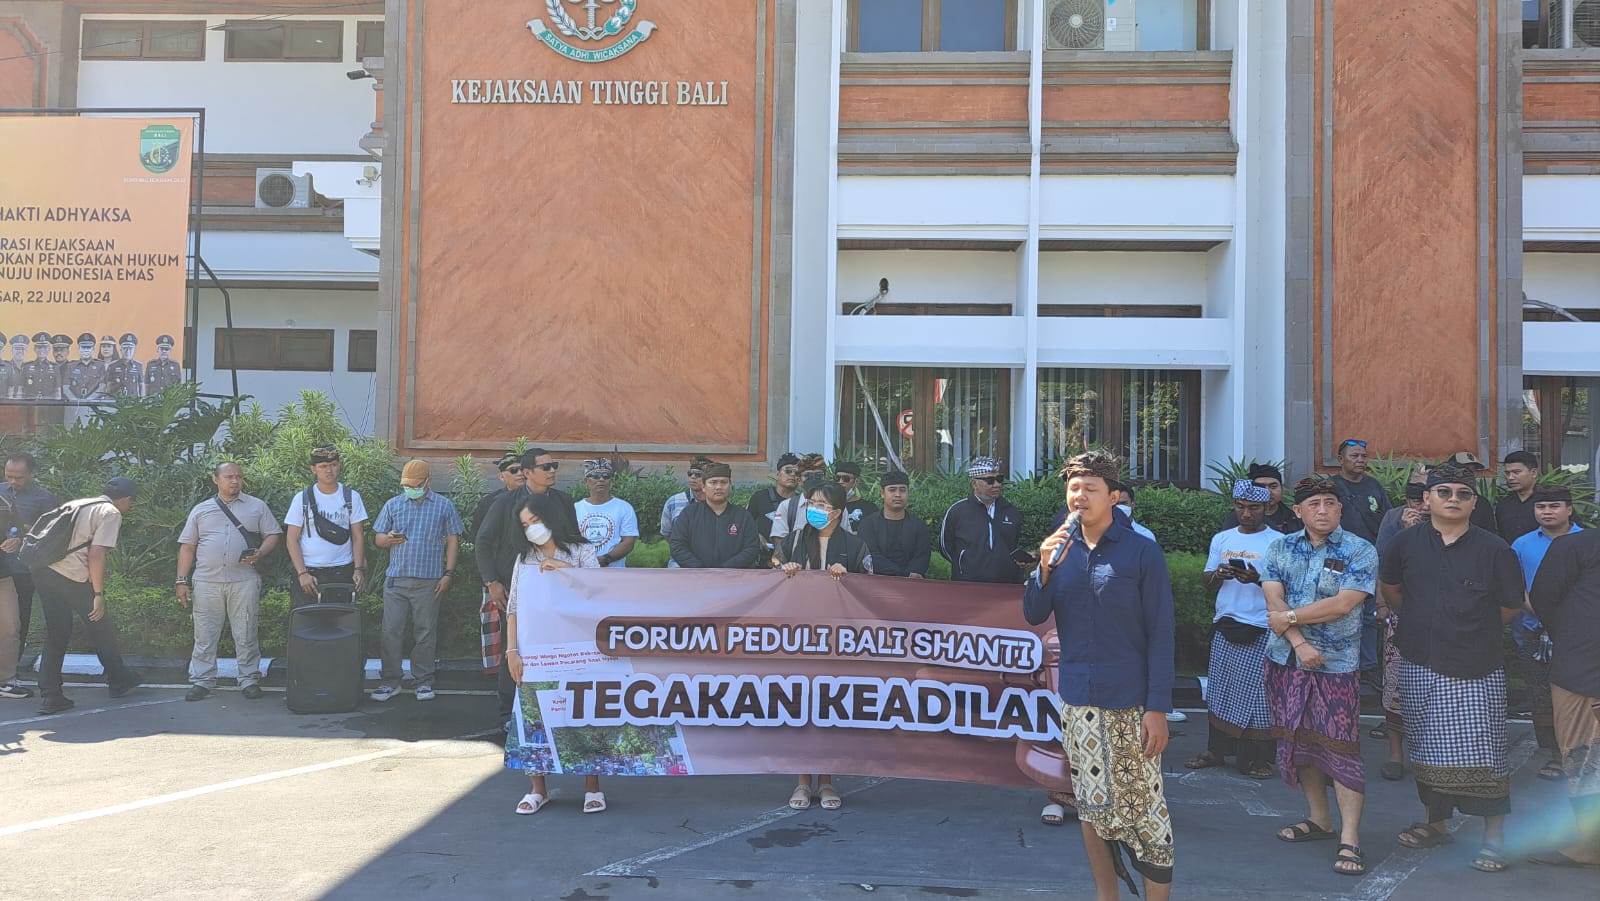 SATYA ADHI WICAKSANA
KEJAKSAAN TINGGI BALI
BALI
HAKTI ADHYAKSA
RASI KEJAKSAAN
OKAN PENEGAKAN HUKUM
NUJU INDONESIA EMAS
SAR, 22 JULI 2024
FORUM PEDULI BALI SHANTI
TEGAKAN KEADILAN